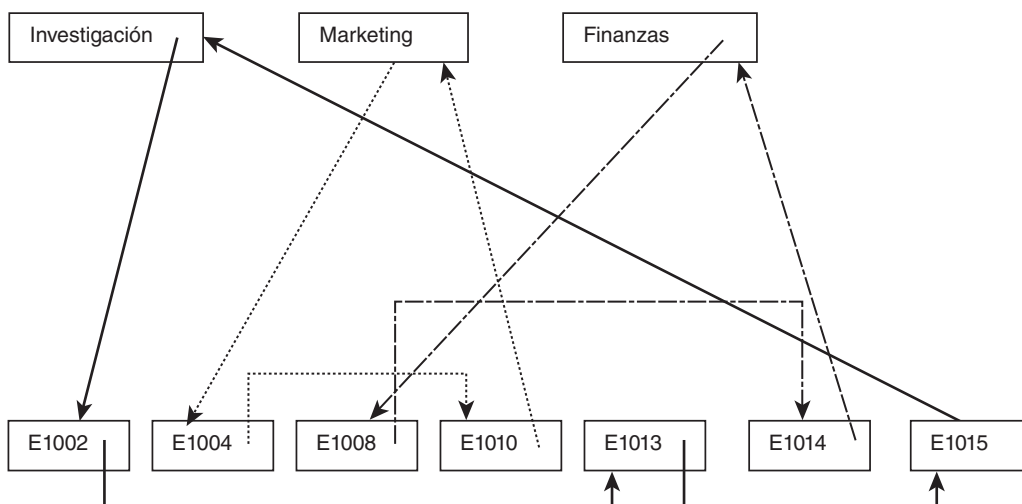 Investigación
Marketing
Finanzas
E1002
E1004
E1008
E1010
E1013
E1014
E1015